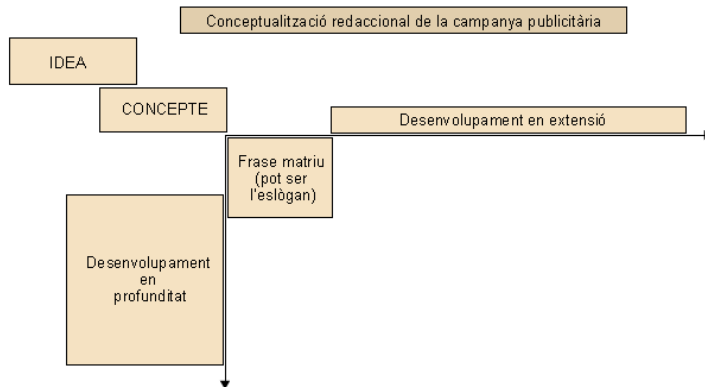 Conceptualització redaccional de la campanya publicitària
IDEA
CONCEPTE
Desenvolupament en extensió
Frase matriu
(pot ser
l'eslògan)
Desenvolupament
en
profunditat